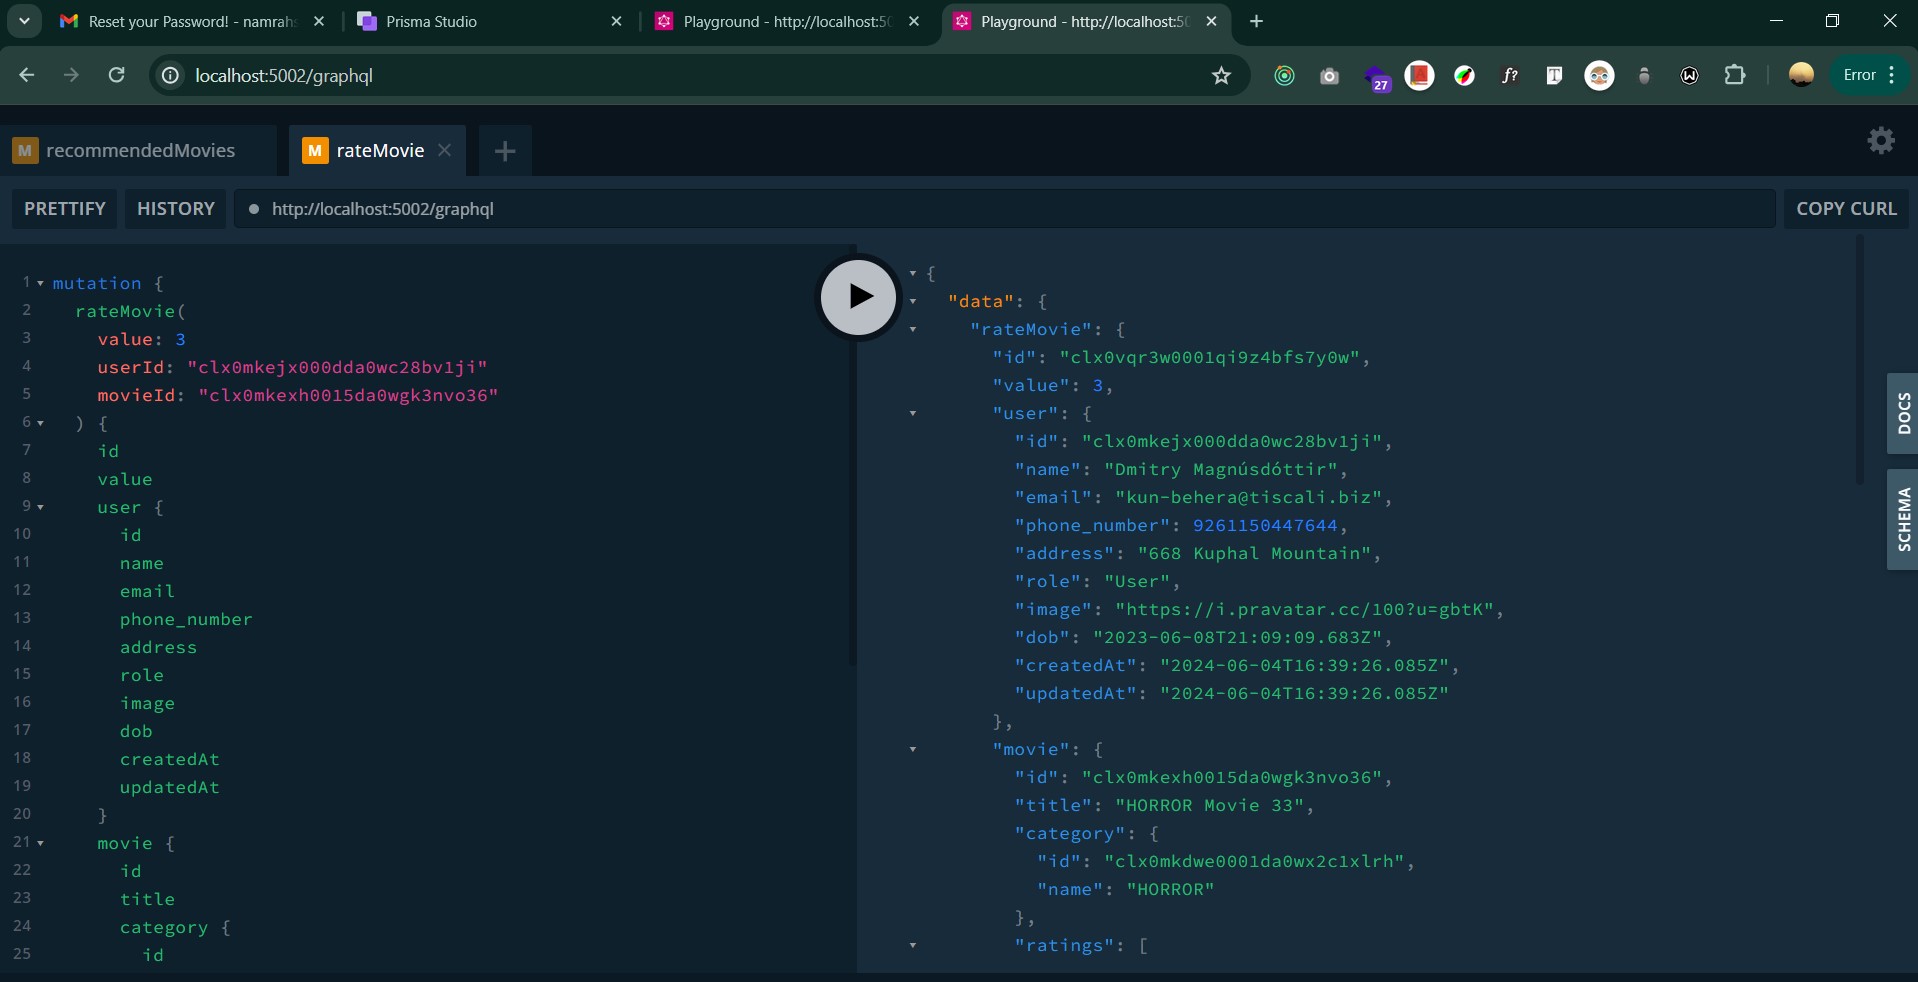 Reset your Password! - namrahs
Prisma Studio
Playground - http://localhost:50
Playground - http://localhost:50
localhost:5002/graphql
27
f?
T
Error
M recommendedMovies
M rateMovie
PRETTIFY
HISTORY
http://localhost:5002/graphql
COPY CURL
1 mutation {
2 rateMovie(
3 value: 3
4 userId: "clx0mkejx000dda0wc28bv1ji"
5 movieId: "clx0mkexh0015da0wgk3nvo36"
6 ) {
7 id
8 value
9 user {
10 id
11 name
12 email
13 phone_number
14 address
15 role
16 image
17 dob
18 createdAt
19 updatedAt
20 }
21 movie {
22 id
23 title
24 category {
25 id
{
"data": {
"rateMovie": {
"id": "clx0vqr3w0001qi9z4bfs7y0w",
"value": 3,
"user": {
"id": "clx0mkejx000dda0wc28bv1ji",
"name": "Dmitry Magnúsdóttir",
"email": "kun-behera@tiscali.biz",
"phone_number": 9261150447644,
"address": "668 Kuphal Mountain",
"role": "User",
"image": "https://i.pravatar.cc/100?u=gbtK",
"dob": "2023-06-08T21:09:09.683Z",
"createdAt": "2024-06-04T16:39:26.085Z",
"updatedAt": "2024-06-04T16:39:26.085Z"
},
"movie": {
"id": "clx0mkexh0015da0wgk3nvo36",
"title": "HORROR Movie 33",
"category": {
"id": "clx0mkdwe0001da0wx2c1xlrh",
"name": "HORROR"
},
"ratings": [
DOCS
SCHEMA